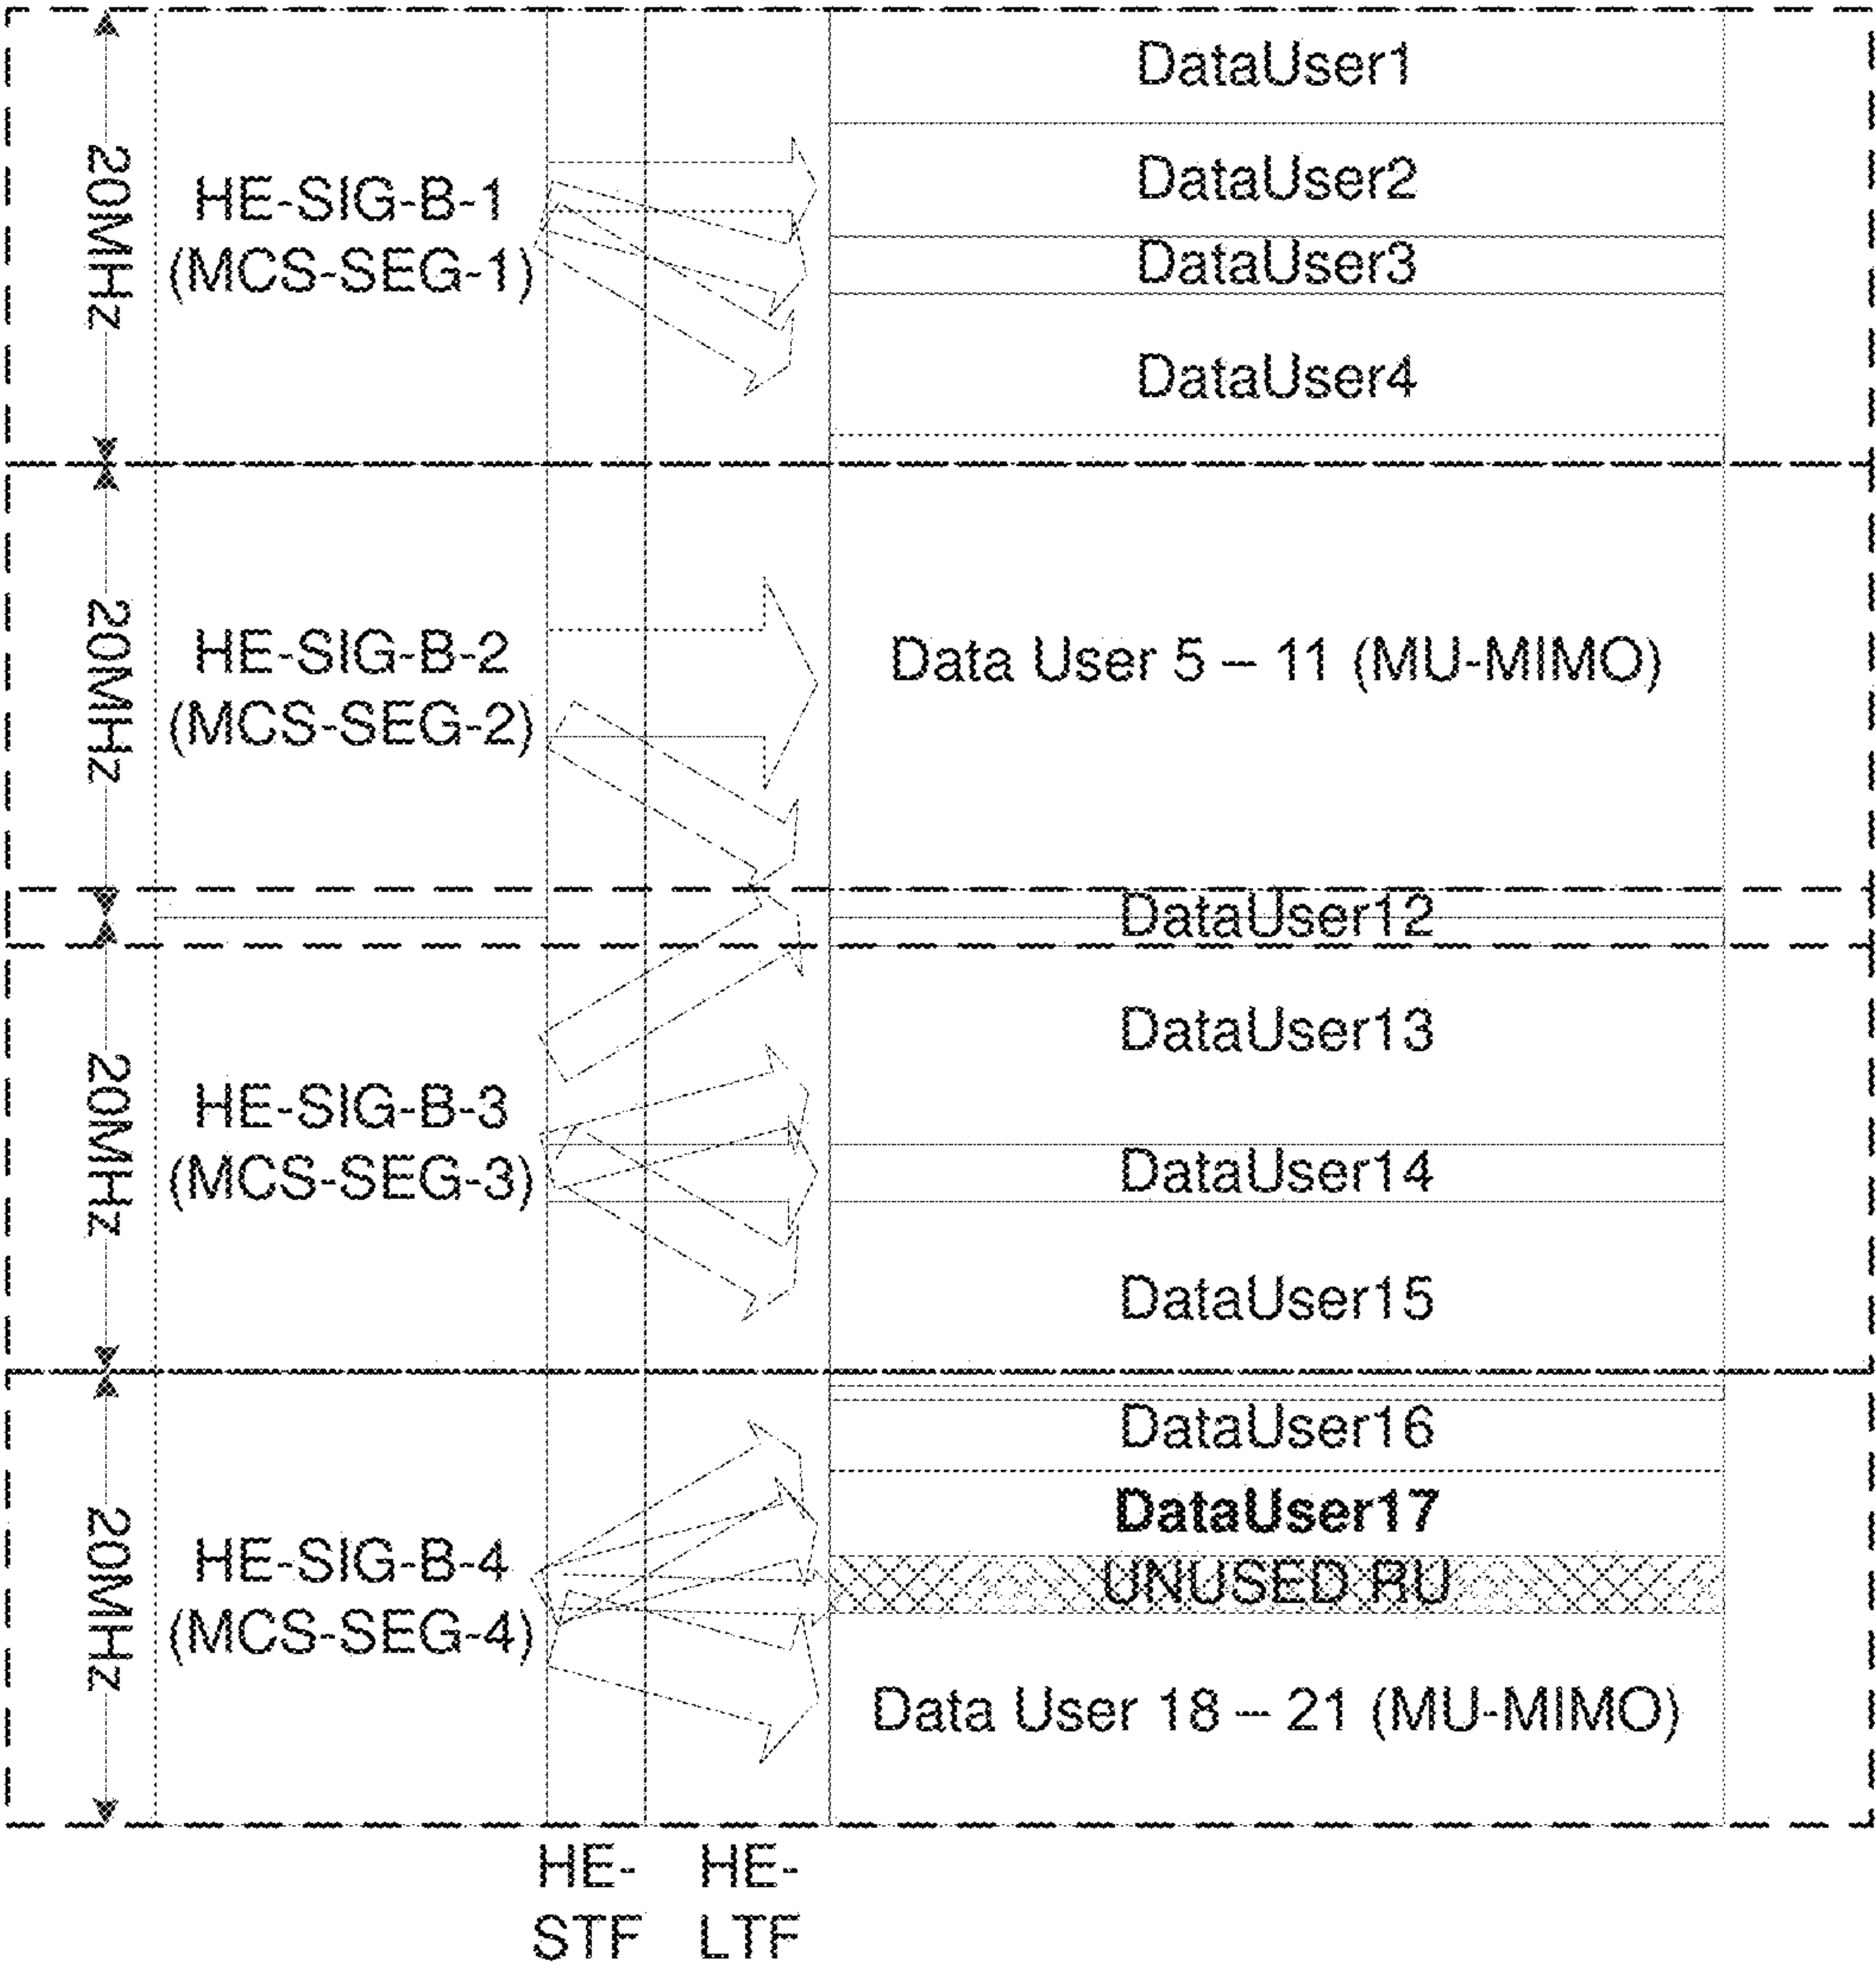 20MHz
HE-SIG-B-1
(MCS-SEG-1)
DataUser1
DataUser2
DataUser3
DataUser4
20MHz
HE-SIG-B-2
(MCS-SEG-2)
Data User 5 – 11 (MU-MIMO)
DataUser12
20MHz
HE-SIG-B-3
(MCS-SEG-3)
DataUser13
DataUser14
DataUser15
20MHz
HE-SIG-B-4
(MCS-SEG-4)
DataUser16
DataUser17
UNUSED RU
Data User 18 – 21 (MU-MIMO)
HE-
STF
HE-
LTF